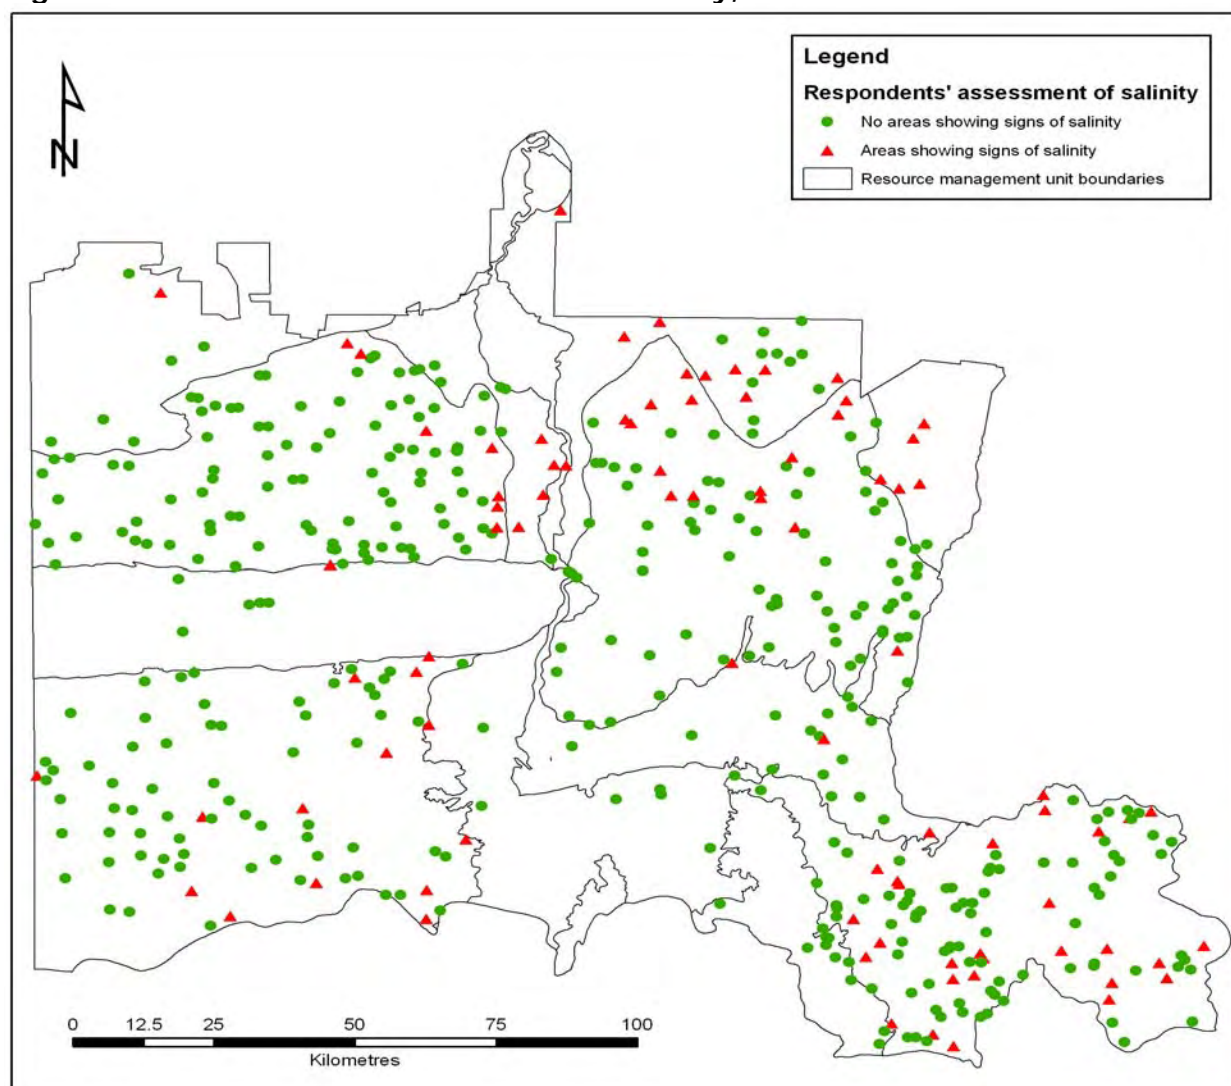 Legend
Respondents' assessment of salinity
No areas showing signs of salinity
Areas showing signs of salinity
Resource management unit boundaries
N
0 12.5 25 50 75 100
Kilometres